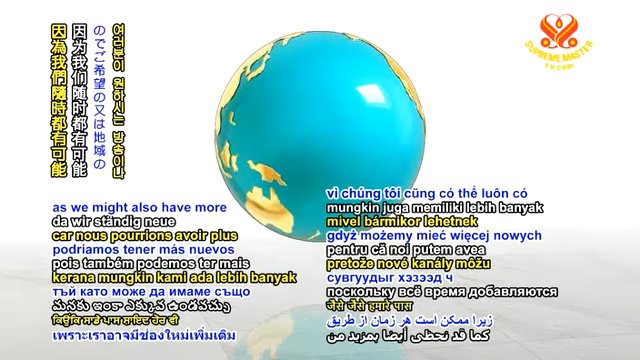 因為我們隨時都有可能
因为我们随时都有可能
のでご希望の又は地域の
여러분이 원하시는 방송이나
SUPREME MASTER
TV.com
as we might also have more
da wir ständig neue
car nous pourrions avoir plus
podríamos tener más nuevos
pois também podemos ter mais
kerana mungkin kami ada lebih banyak
тъй като може да имаме също
మనకు ఇంకా ఎక్కువ ఉండవచ్చు
ਕਿਉਂਕਿ ਸਾਡੇ ਪਾਸ ਸ਼ਾਇਦ ਹੋਰ ਵੀ
เพราะเราอาจมีช่องใหม่เพิ่มเติม
vì chúng tôi cũng có thể luôn có
mungkin juga memiliki lebih banyak
mivel bármikor lehetnek
gdyż możemy mieć więcej nowych
pentru că noi putem avea
pretože nové kanály môžu
сувгуудыг хэзээд ч
поскольку всё время добавляются
जैसे जैसे हमारे पास
زیرا ممکن است هر زمان از طریق
كما قد نحظى أيضًا بمزيد من